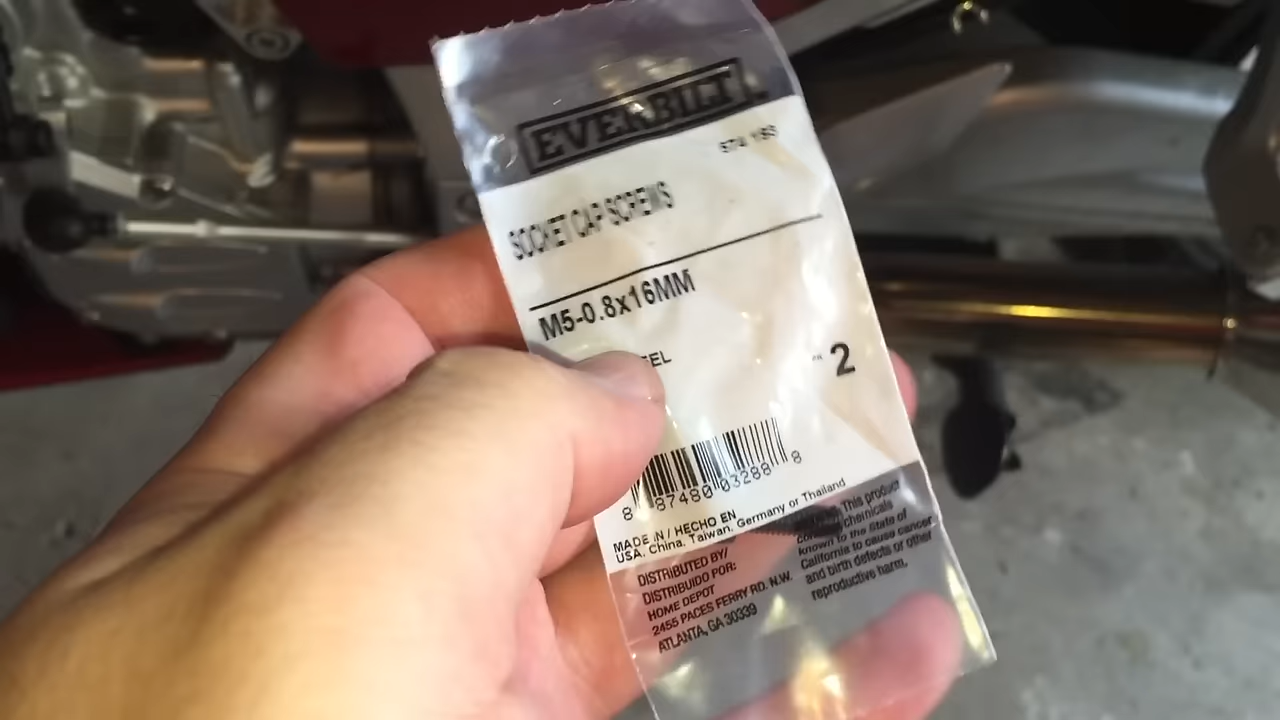 EVERBILT
SOCKET CAP SCREWS
M5-0.8x16MM
2
8 87480 03288 8
MADE IN / HECHO EN
USA, China, Taiwan, Germany or Thailand
DISTRIBUTED BY/
DISTRIBUIDO POR:
HOME DEPOT
2455 PACES FERRY RD. N.W.
ATLANTA, GA 30339
This product
chemicals
known to the State of
California to cause cancer
and birth defects or other
reproductive harm.